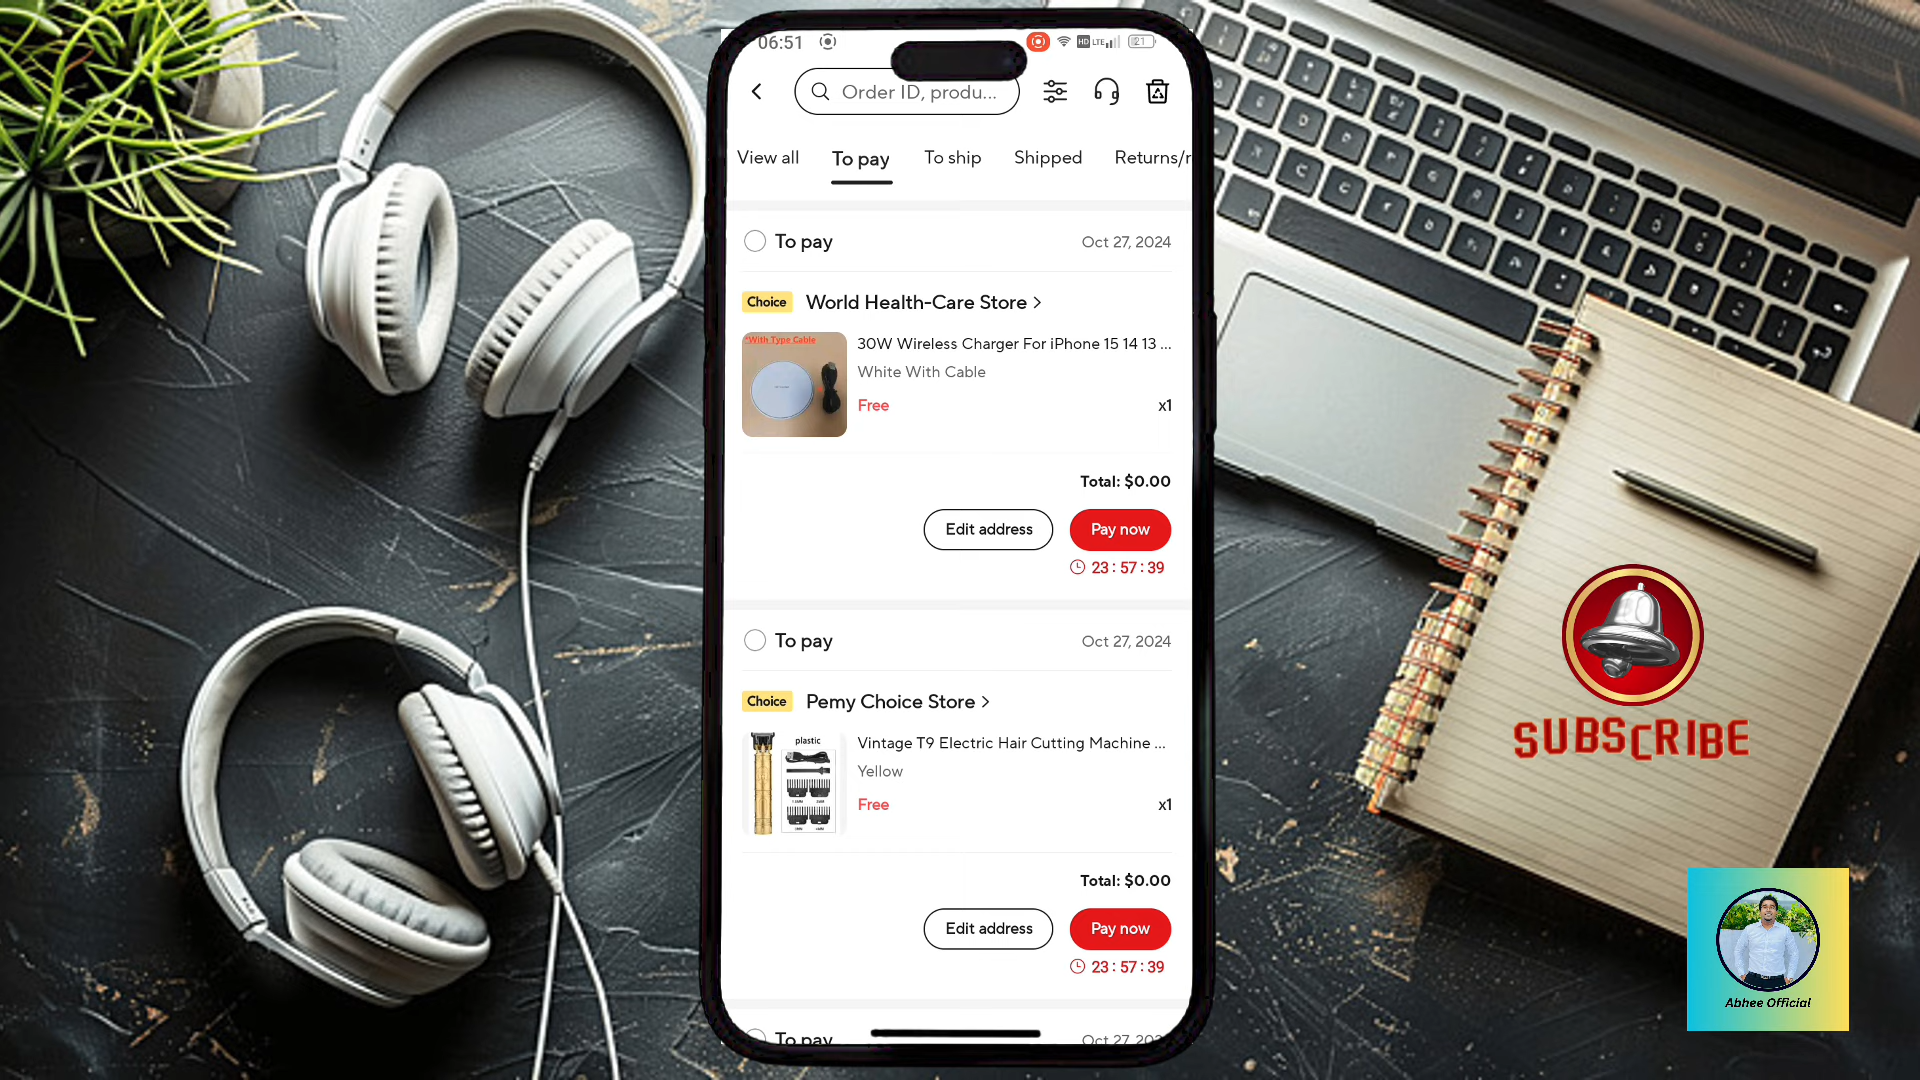 06:51
HD LTE 21
Order ID, produ...
View all To pay To ship Shipped Returns/r
To pay Oct 27, 2024
Choice World Health-Care Store >
*With Type Cable
30W Wireless Charger For iPhone 15 14 13 ...
White With Cable
Free x1
Total: $0.00
Edit address Pay now
23 : 57 : 39
To pay Oct 27, 2024
Choice Pemy Choice Store >
plastic
Vintage T9 Electric Hair Cutting Machine ...
Yellow
Free x1
Total: $0.00
Edit address Pay now
23 : 57 : 39
To pay Oct 27, 202
SUBSCRIBE
Abhee Official